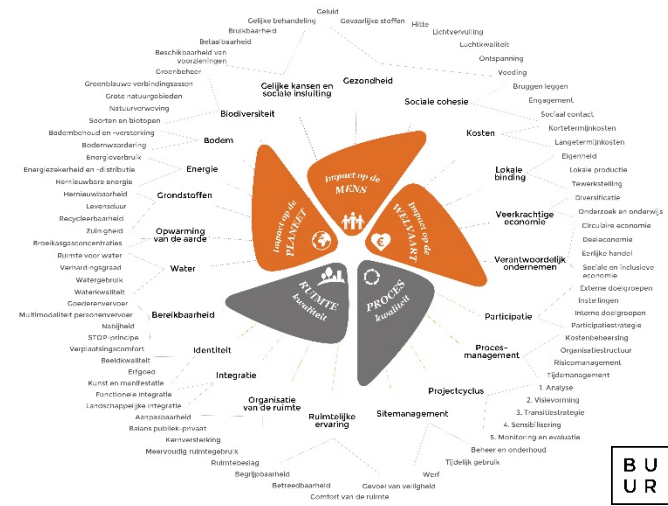 Geluid
Gelijke behandeling
Gevaarlijke stoffen
Hitte
Bruikbaarheid
Lichtvervuiling
Betaalbaarheid
Luchtkwaliteit
Beschikbaarheid van
voorzieningen
Ontspanning
Groenbeheer
Voeding
Groenblauwe verbindingsassen
Gelijke kansen en
sociale insluiting
Gezondheid
Bruggen leggen
Grote natuurgebieden
Sociale cohesie
Engagement
Natuurverweving
Biodiversiteit
Sociaal contact
Soorten en biotopen
Kosten
Kortetermijnkosten
Bodembehoud en -versterking
Bodem
Langetermijnkosten
Bodemwaardering
Eigenheid
Energieverbruik
Energie
Lokale
binding
Lokale productie
Energiezekerheid en -distributie
Tewerkstelling
Hernieuwbare energie
Diversificatie
Hernieuwbaarheid
Grondstoffen
Veerkrachtige
economie
Onderzoek en onderwijs
Levensduur
Circulaire economie
Recycleerbaarheid
Deeleconomie
Zuinigheid
Opwarming
van de aarde
Eerlijke handel
Broeikasgasconcentraties
Verantwoordelijk
ondernemen
Sociale en inclusieve
economie
Ruimte voor water
Water
Verhardingsgraad
Externe doelgroepen
Watergebruik
Instellingen
Waterkwaliteit
Goederenvervoer
Bereikbaarheid
Participatie
Interne doelgroepen
Multimodaliteit personenvervoer
Participatiestrategie
Nabijheid
Kostenbeheersing
STOP-principe
Identiteit
Proces-
management
Organisatiestructuur
Verplaatsingscomfort
Risicomanagement
Beeldkwaliteit
Tijdsmanagement
Erfgoed
Integratie
Projectcyclus
1. Analyse
Kunst en manifestatie
2. Visievorming
Functionele integratie
3. Transitiestrategie
Landschappelijke integratie
Organisatie
van de ruimte
4. Sensibilisering
Aanpasbaarheid
Ruimtelijke
ervaring
Sitemanagement
5. Monitoring en evaluatie
Balans publiek-privaat
Beheer en onderhoud
Kernversterking
Tijdelijk gebruik
Meervoudig ruimtegebruik
Werf
Ruimtebeslag
Gevoel van veiligheid
Begrijpbaarheid
Betreedbaarheid
Comfort van de ruimte
Impact op de
MENS
Impact op de
PLANEET
Impact op de
WELVAART
€
RUIMTE
kwaliteit
PROCES
kwaliteit
BU
UR